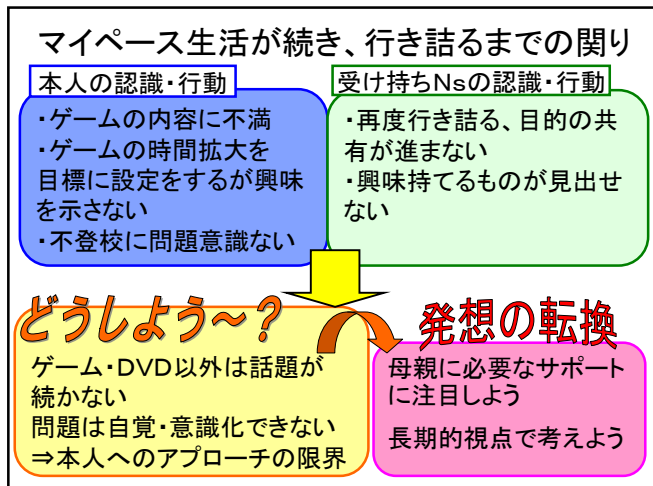 マイペース生活が続き、行き詰るまでの関り
本人の認識・行動
・ゲームの内容に不満
・ゲームの時間拡大を
目標に設定をするが興味
を示さない
・不登校に問題意識ない
受け持ちNsの認識・行動
・再度行き詰る、目的の共
有が進まない
・興味持てるものが見出せ
ない
どうしよう～？
ゲーム・DVD以外は話題が
続かない
問題は自覚・意識化できない
⇒本人へのアプローチの限界
発想の転換
母親に必要なサポート
に注目しよう
長期的視点で考えよう